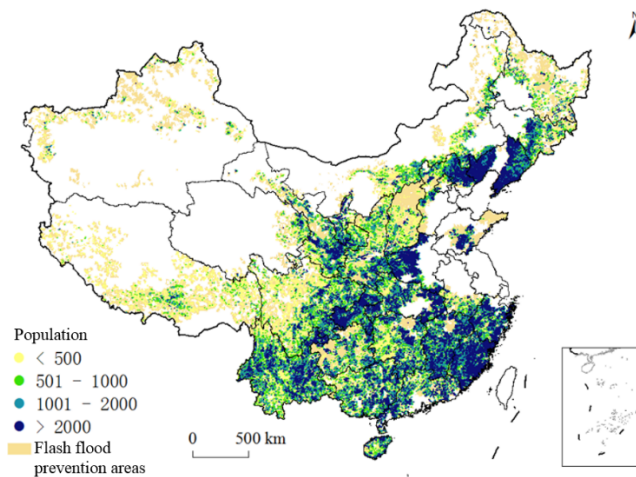 N
Population
< 500
501 - 1000
1001 - 2000
> 2000
Flash flood
prevention areas
0 500 km